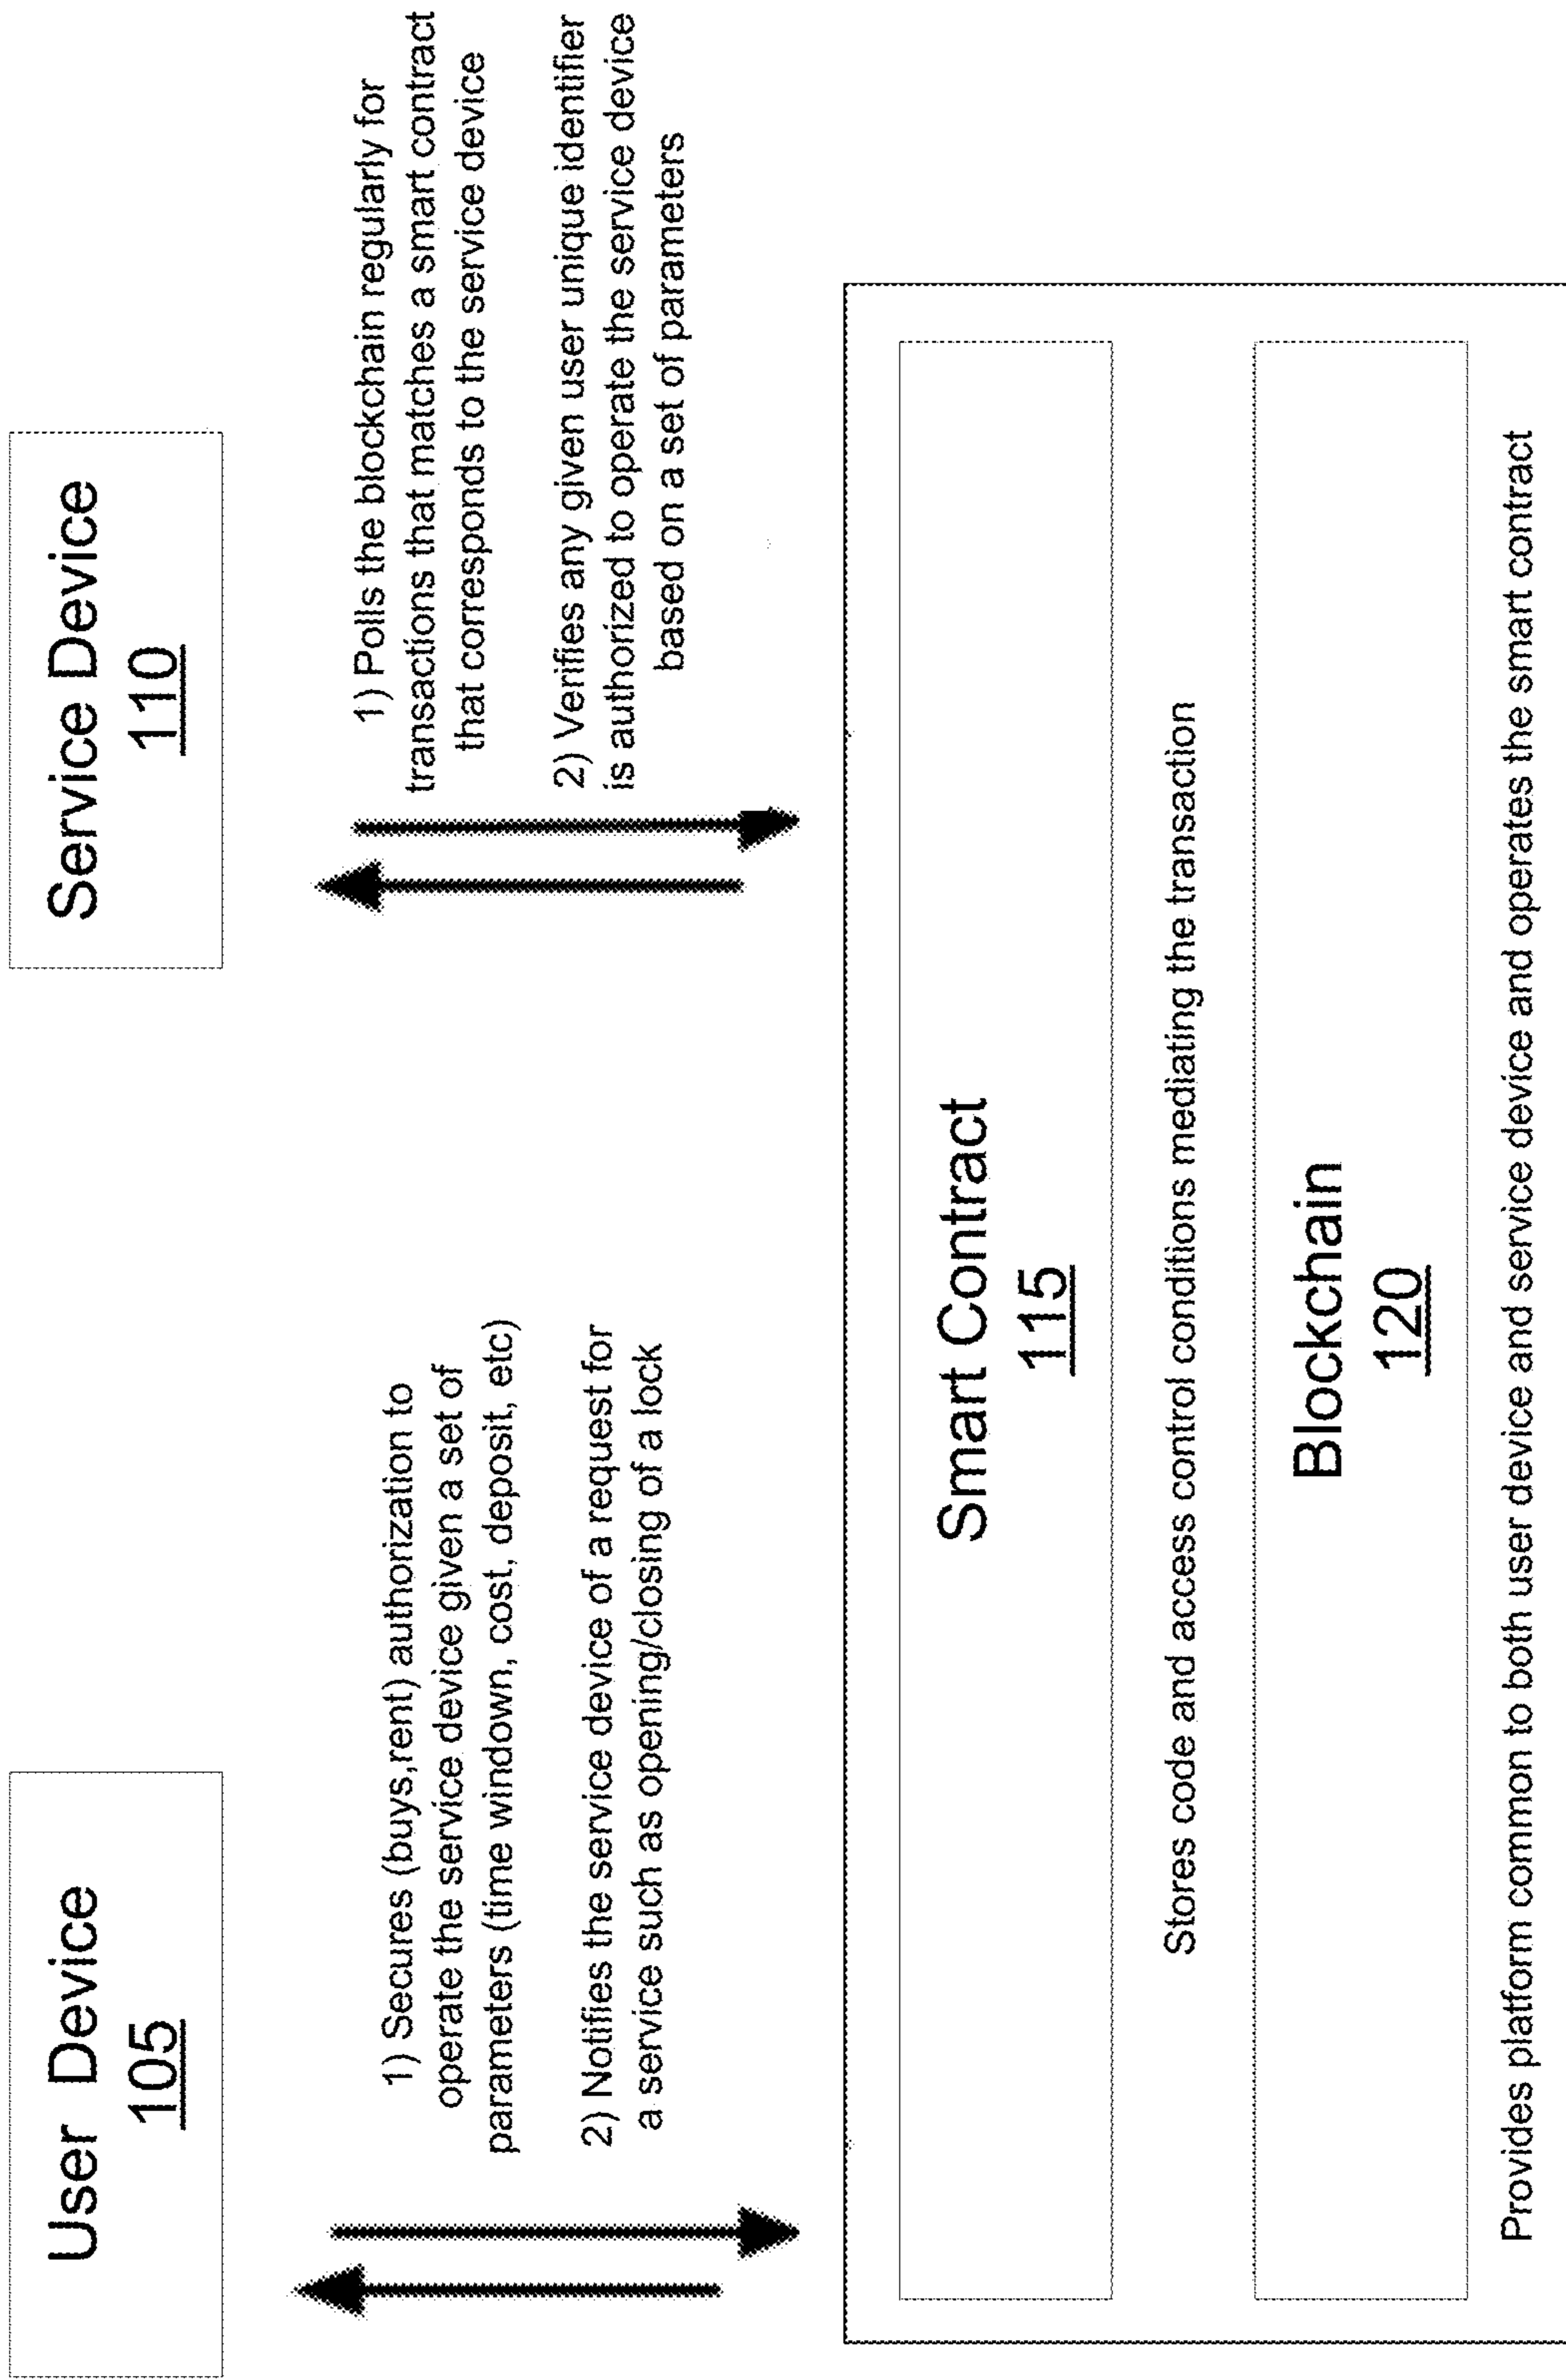 User Device
105
Service Device
110
1) Secures (buys,rent) authorization to
operate the service device given a set of
parameters (time windown, cost, deposit, etc)
2) Notifies the service device of a request for
a service such as opening/closing of a lock
1) Polls the blockchain regularly for
transactions that matches a smart contract
that corresponds to the service device
2) Verifies any given user unique identifier
is authorized to operate the service device
based on a set of parameters
Smart Contract
115
Stores code and access control conditions mediating the transaction
Blockchain
120
Provides platform common to both user device and service device and operates the smart contract